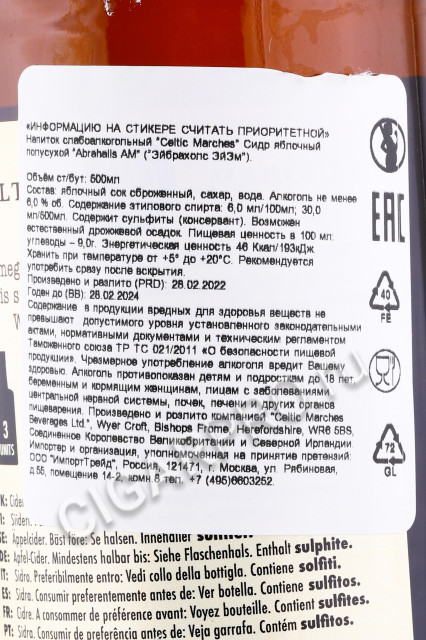 «ИНФОРМАЦИЮ НА СТИКЕРЕ СЧИТАТЬ ПРИОРИТЕТНОЙ»
Напиток слабоалкогольный "Celtic Marches" Сидр яблочный
полусухой "Abrahalls AM" ("Эйбрахолс ЭйЭм").
Объём ст/бут: 500мл
Состав: яблочный сок сброженный, сахар, вода. Алкоголь не менее
6,0 % об. Содержание этилового спирта: 6,0 мл/100мл; 30,0
мл/500мл. Содержит сульфиты (консервант). Возможен
естественный дрожжевой осадок. Пищевая ценность в 100 мл:
углеводы – 9,0г. Энергетическая ценность 46 Ккал/193кДж.
Хранить при температуре от +5° до +20°С. Рекомендуется
употребить сразу после вскрытия.
Произведено и разлито (PRD): 28.02.2022
Годен до (BB): 28.02.2024
Содержание в продукции вредных для здоровья веществ не
превышают допустимого уровня установленного законодательными
актами, нормативными документами и техническим регламентом
Таможенного союза ТР ТС 021/2011 «О безопасности пищевой
продукции». Чрезмерное употребление алкоголя вредит Вашему
здоровью. Алкоголь противопоказан детям и подросткам до 18 лет,
беременным и кормящим женщинам, лицам с заболеваниями
центральной нервной системы, почек, печени и других органов
пищеварения. Произведено и розлито компанией "Celtic Marches
Beverages Ltd.", Wyer Croft, Bishops Frome, Herefordshire, WR6 5BS,
Соединенное Королевство Великобритании и Северной Ирландии.
Импортер и организация, уполномоченная на принятие претензий:
ООО "ИмпортТрейд", Россия, 121471, г. Москва, ул. Рябиновая,
д.55, помещение 14-2, комн.8 тел. +7 (495)6603252.
EAC
40
FE
72
GL
3
UNITS
SE: Appelcider. Bäst före: Se halsen. Innehåller sulfiter.
DE: Apfel-Cider. Mindestens halbar bis: Siehe Flaschenhals. Enthält sulphite.
IT: Sidro. Preferibilmente entro: Vedi collo della bottigla. Contiene solfiti.
ES: Sidra. Consumir preferentemente antes de: Ver botella. Contiene sulfitos.
FR: Cidre. A consommer de préférence avant: Voyez bouteille. Contient sulfites.
PT: Sidra. Consumir de preferência antes de: Veja garrafa. Contém sulfitos.